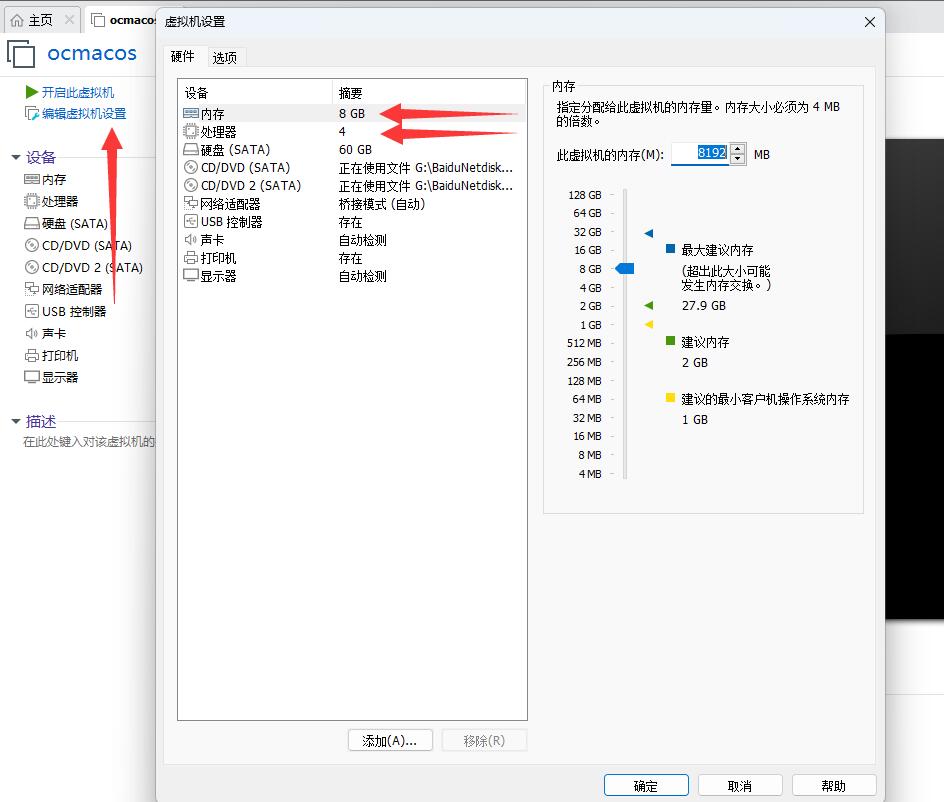 主页
ocmacos
虚拟机设置
ocmacos
开启此虚拟机
编辑虚拟机设置
设备
内存
处理器
硬盘 (SATA)
CD/DVD (SATA)
CD/DVD 2 (SATA)
网络适配器
USB 控制器
声卡
打印机
显示器
描述
在此处键入对该虚拟机的
硬件
选项
设备 摘要
内存 8 GB
处理器 4
硬盘 (SATA) 60 GB
CD/DVD (SATA) 正在使用文件 G:\BaiduNetdisk...
CD/DVD 2 (SATA) 正在使用文件 G:\BaiduNetdisk...
网络适配器 桥接模式 (自动)
USB 控制器 存在
声卡 自动检测
打印机 存在
显示器 自动检测
添加(A)...
移除(R)
内存
指定分配给此虚拟机的内存量。内存大小必须为 4 MB
的倍数。
此虚拟机的内存(M): 8192 MB
128 GB
64 GB
32 GB
16 GB
8 GB
4 GB
2 GB
1 GB
512 MB
256 MB
128 MB
64 MB
32 MB
16 MB
8 MB
4 MB
最大建议内存
(超出此大小可能
发生内存交换。)
27.9 GB
建议内存
2 GB
建议的最小客户机操作系统内存
1 GB
确定
取消
帮助